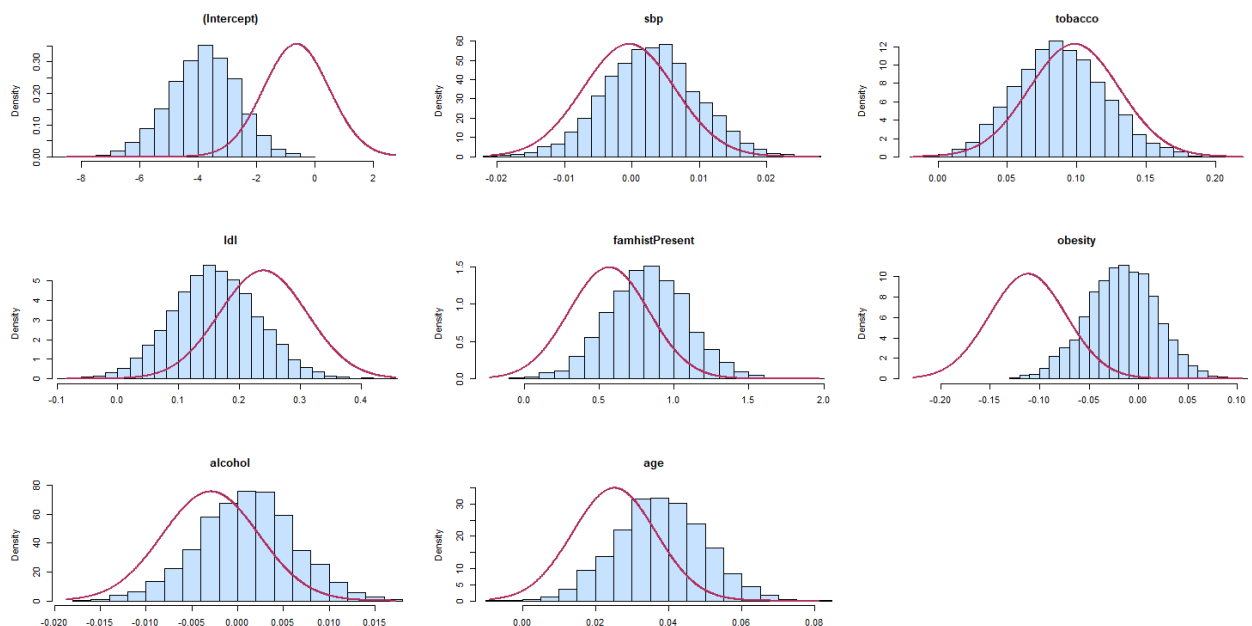 (Intercept)
Density
0.00 0.10 0.20 0.30
-8 -6 -4 -2 0 2
sbp
Density
0 10 20 30 40 50 60
-0.02 -0.01 0.00 0.01 0.02
tobacco
Density
0 2 4 6 8 10 12
0.00 0.05 0.10 0.15 0.20
ldl
Density
0 1 2 3 4 5
-0.1 0.0 0.1 0.2 0.3 0.4
famhistPresent
Density
0.0 0.5 1.0 1.5
0.0 0.5 1.0 1.5 2.0
obesity
Density
0 2 4 6 8 10
-0.20 -0.15 -0.10 -0.05 0.00 0.05 0.10
alcohol
Density
0 20 40 60 80
-0.020 -0.015 -0.010 -0.005 0.000 0.005 0.010 0.015
age
Density
0 5 10 20 30
0.00 0.02 0.04 0.06 0.08